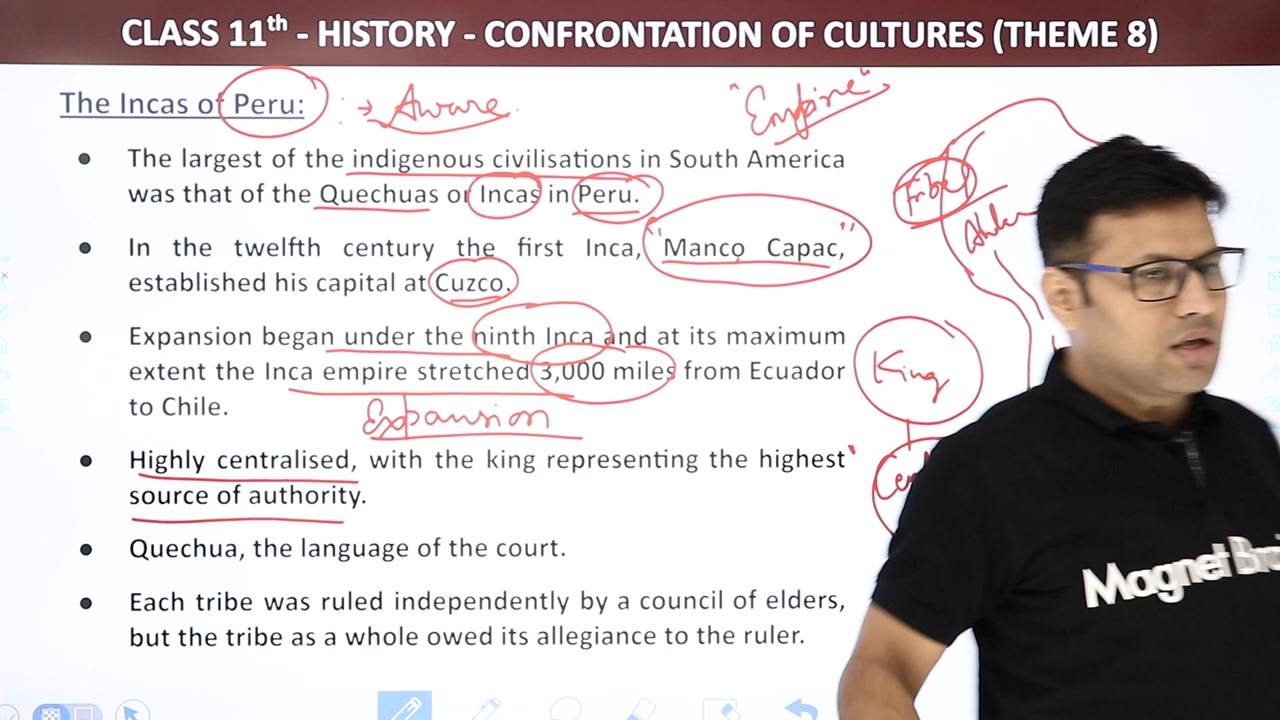 CLASS 11th - HISTORY - CONFRONTATION OF CULTURES (THEME 8)
The Incas of Peru: :→ Aware
"Empire"
• The largest of the indigenous civilisations in South America
was that of the Quechuas or Incas in Peru.
Tribe
• In the twelfth century the first Inca, "Manco Capac,"
established his capital at Cuzco.
• Expansion began under the ninth Inca and at its maximum
extent the Inca empire stretched 3,000 miles from Ecuador
to Chile.
Expansion
King
• Highly centralised, with the king representing the highest
source of authority.
• Quechua, the language of the court.
• Each tribe was ruled independently by a council of elders,
but the tribe as a whole owed its allegiance to the ruler.
Magnet Brai